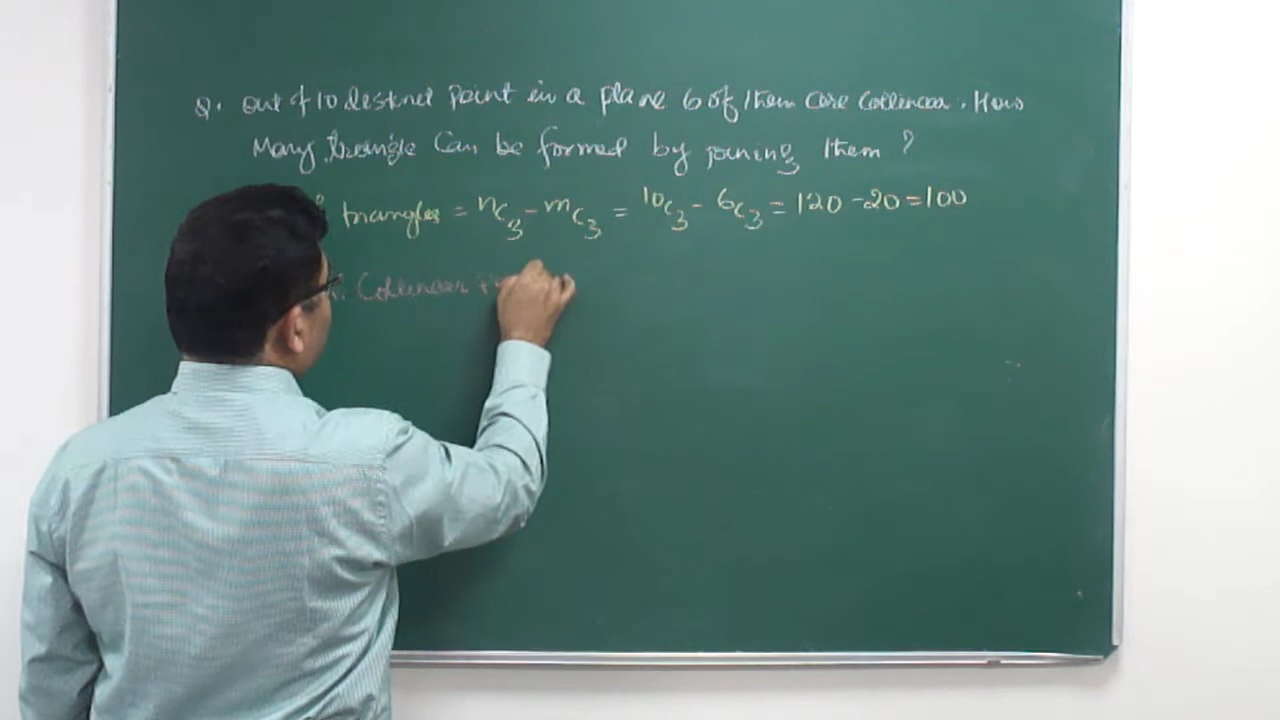 Q. Out of 10 distinct point in a plane 6 of them are collinear. How
Many triangle can be formed by joining them ?
triangles = nC3 - mC3 = 10C3 - 6C3 = 120 - 20 = 100
Collinear